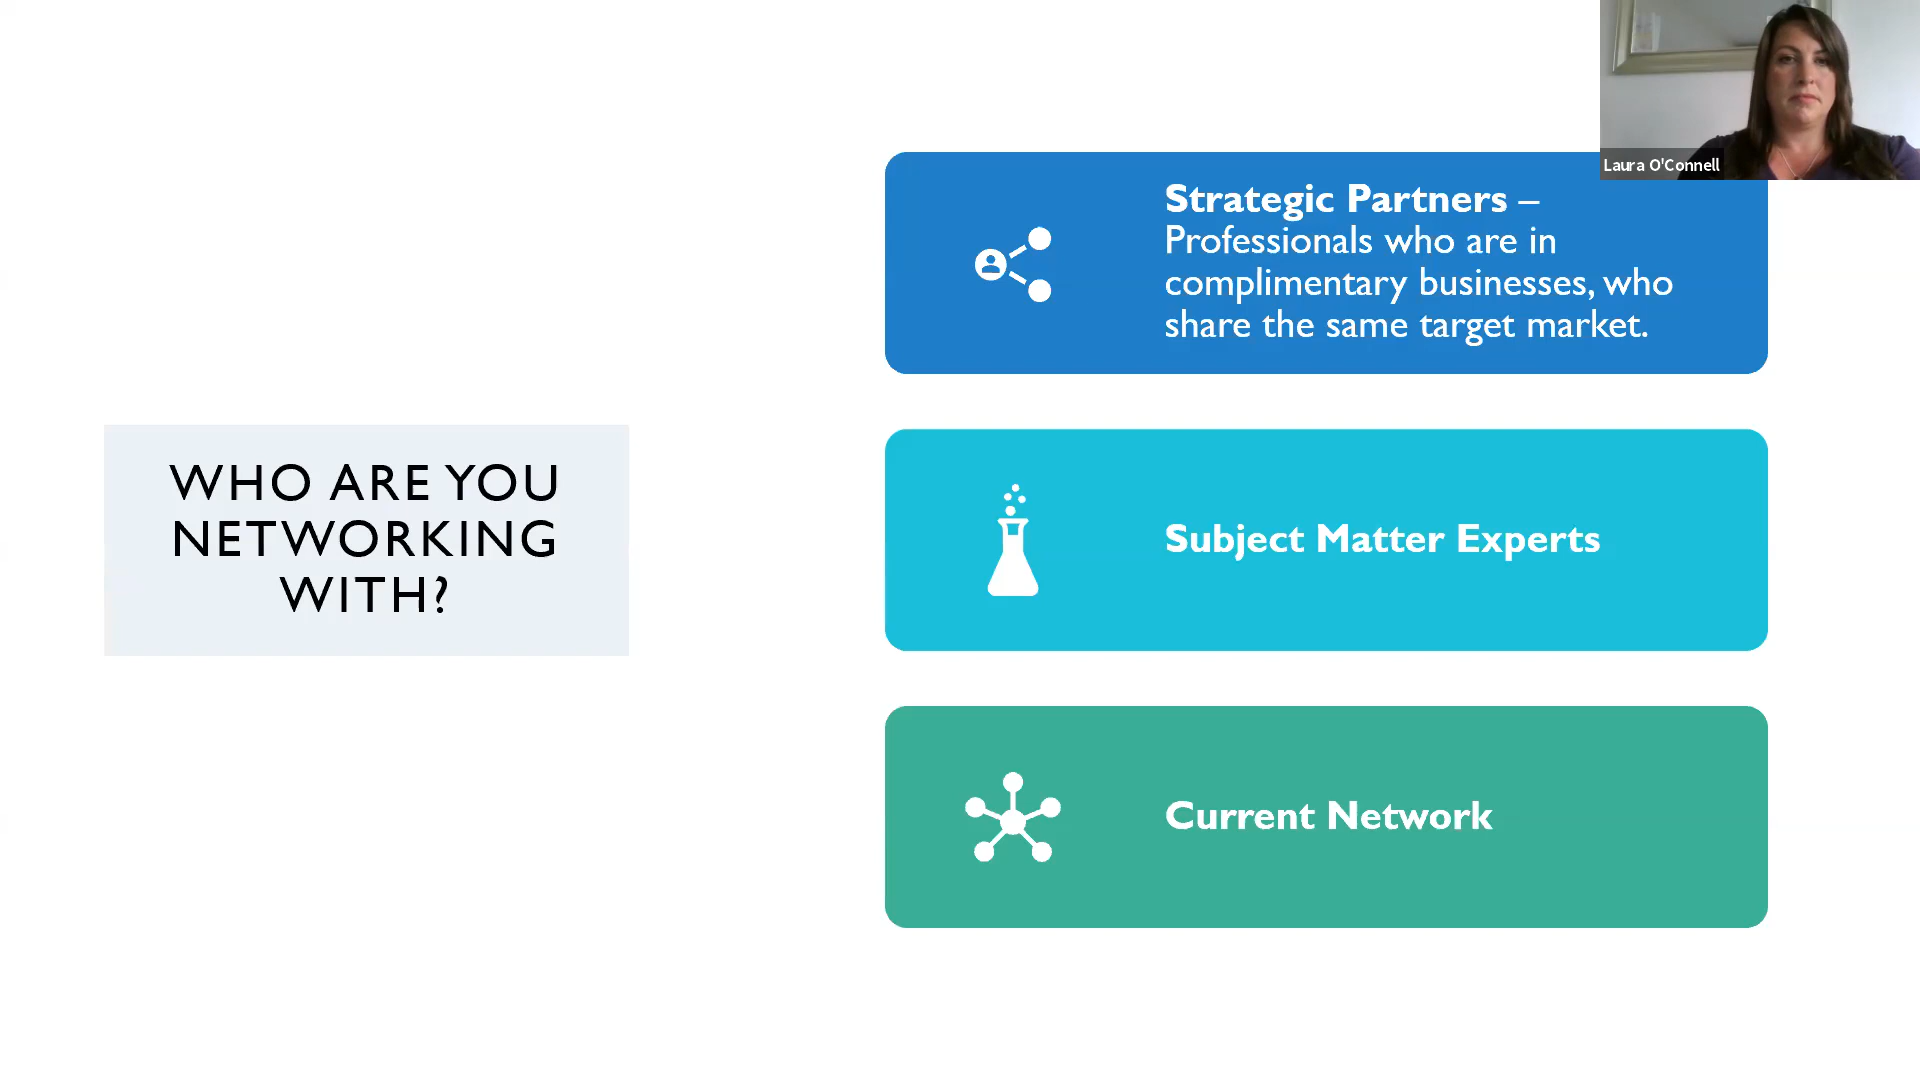 WHO ARE YOU
NETWORKING
WITH?
Strategic Partners –
Professionals who are in
complimentary businesses, who
share the same target market.
Subject Matter Experts
Current Network
Laura O'Connell